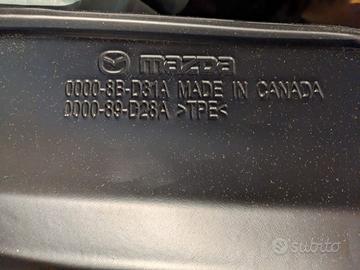 mazda
0000-8B-D31A MADE IN CANADA
0000-89-D28A >TPE<
subito